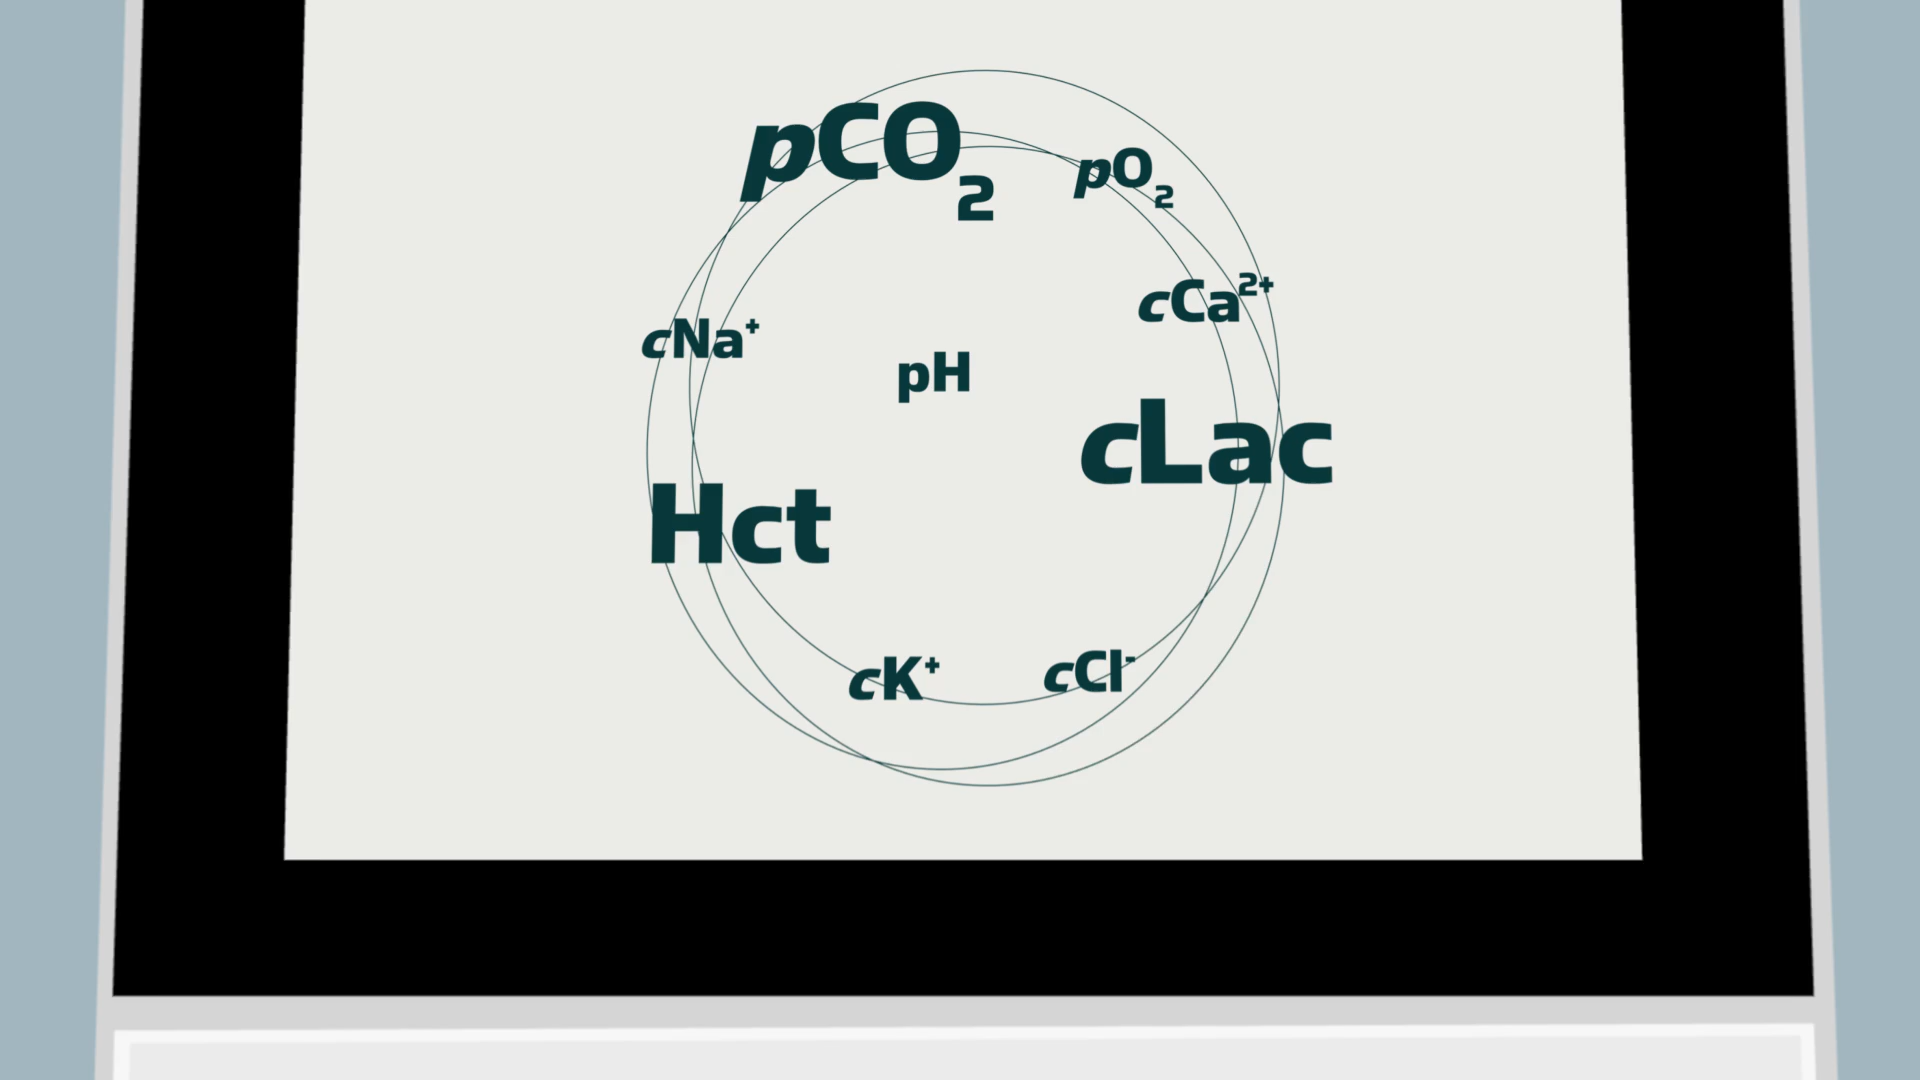 pCO₂
pO₂
cCa²⁺
cNa⁺
pH
cLac
Hct
cK⁺
cCl⁻